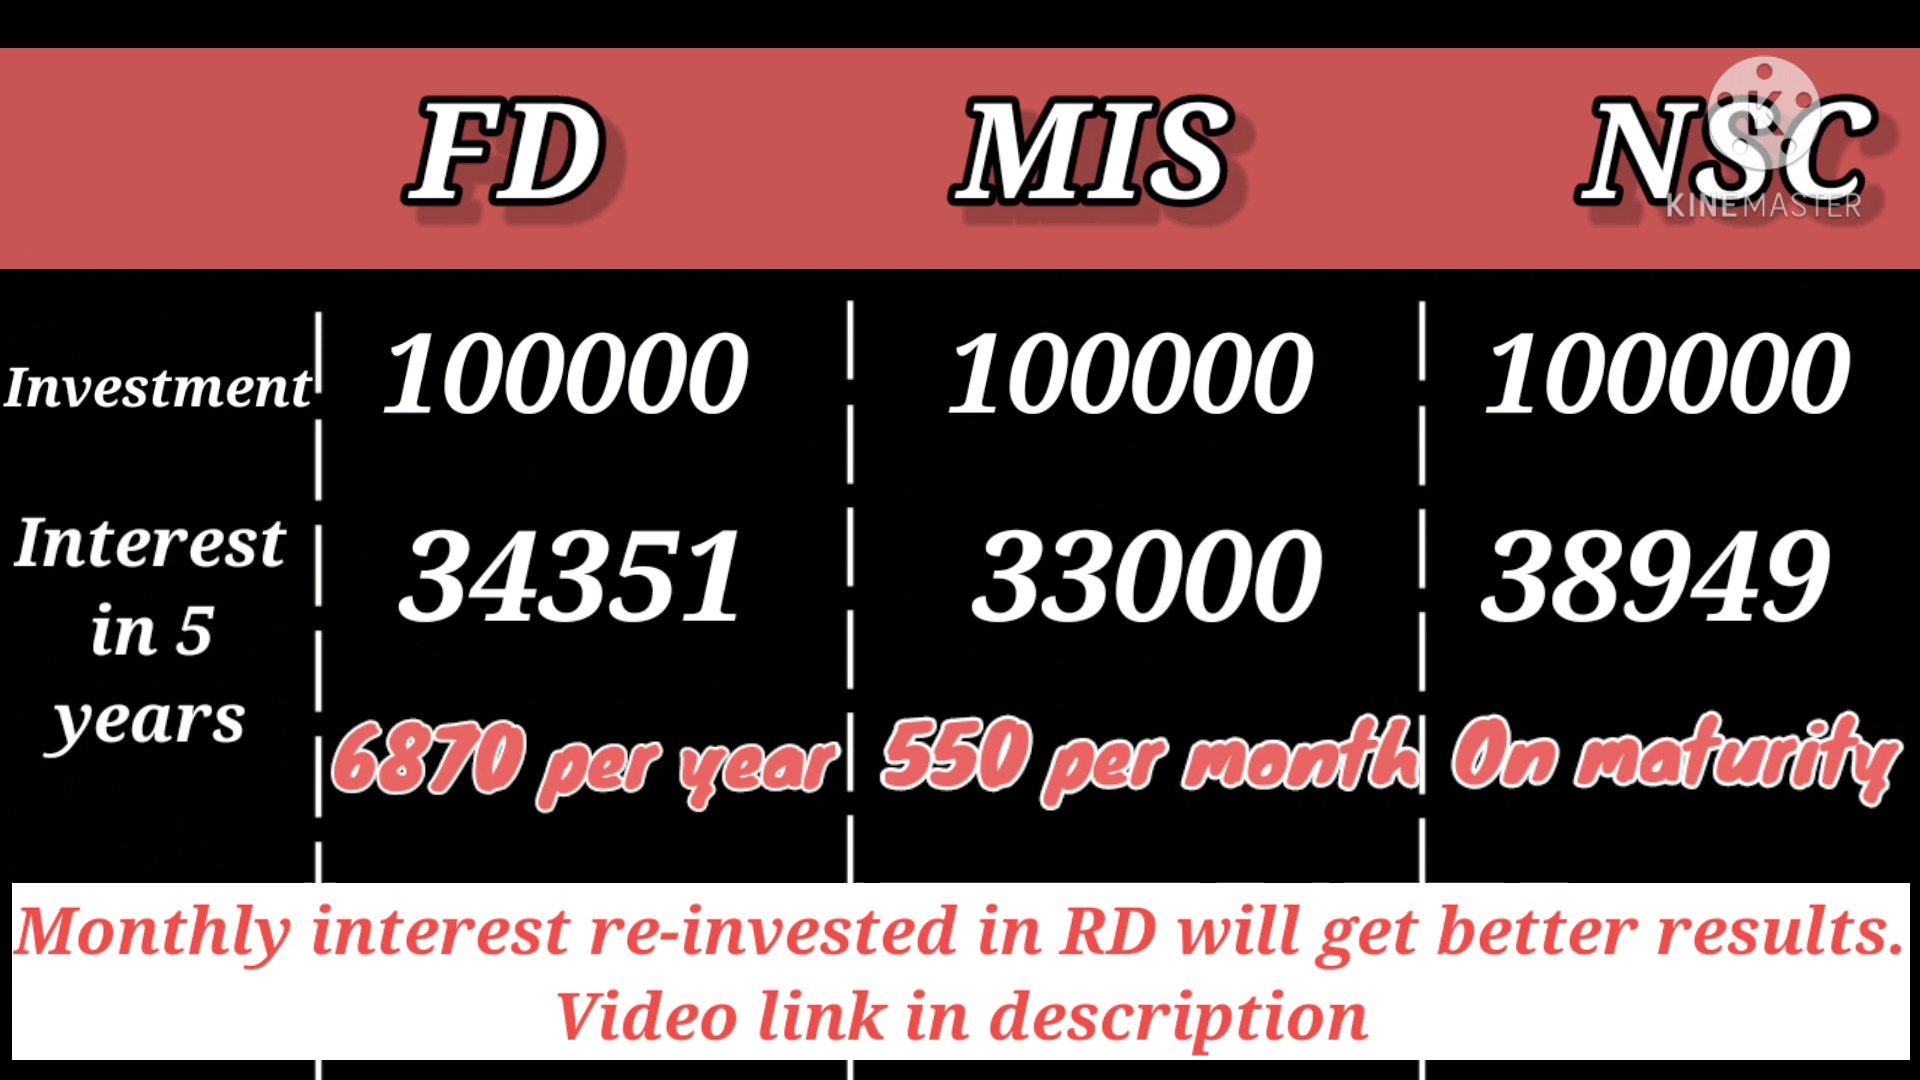 FD MIS NSC
KINEMASTER
Investment 100000 100000 100000
Interest 34351 33000 38949
in 5
years
6870 per year 550 per month On maturity
Monthly interest re-invested in RD will get better results.
Video link in description